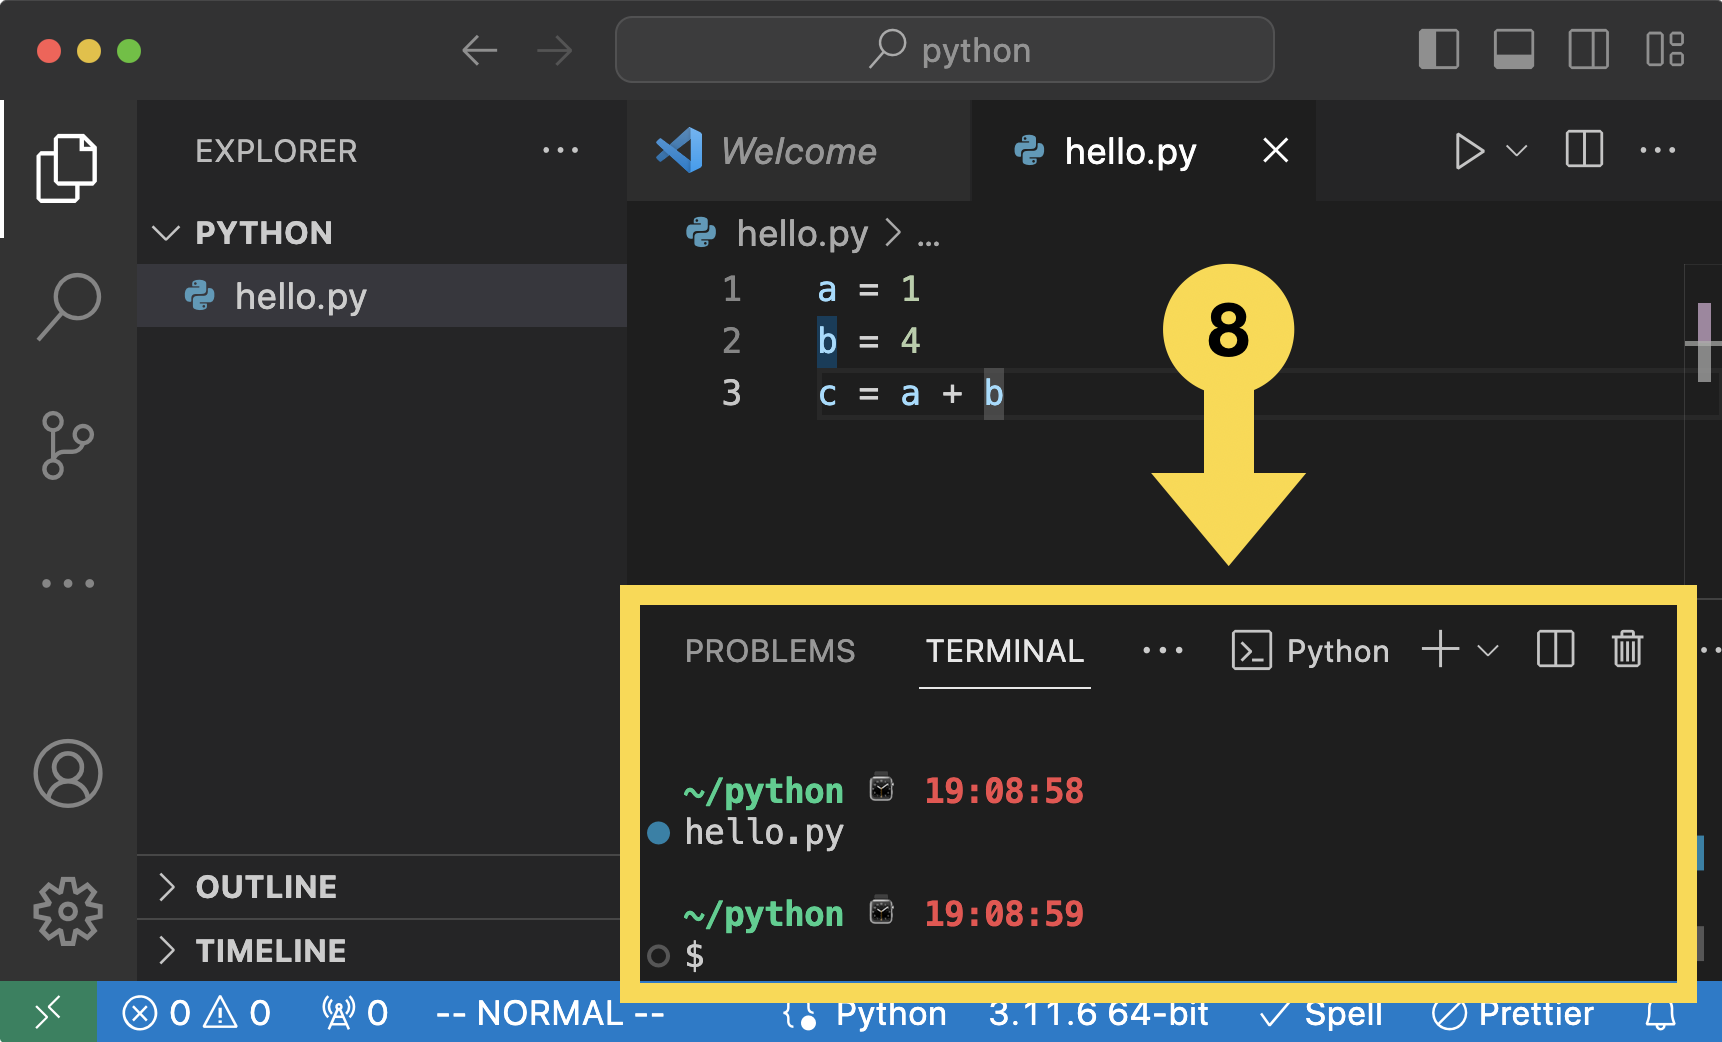 python
EXPLORER
PYTHON
hello.py
OUTLINE
TIMELINE
Welcome
hello.py
hello.py > ...
1 a = 1
2 b = 4
3 c = a + b
8
PROBLEMS TERMINAL ... Python
~/python ⌚ 19:08:58
hello.py
~/python ⌚ 19:08:59
$
0 0 0 -- NORMAL -- Python 3.11.6 64-bit Spell Prettier